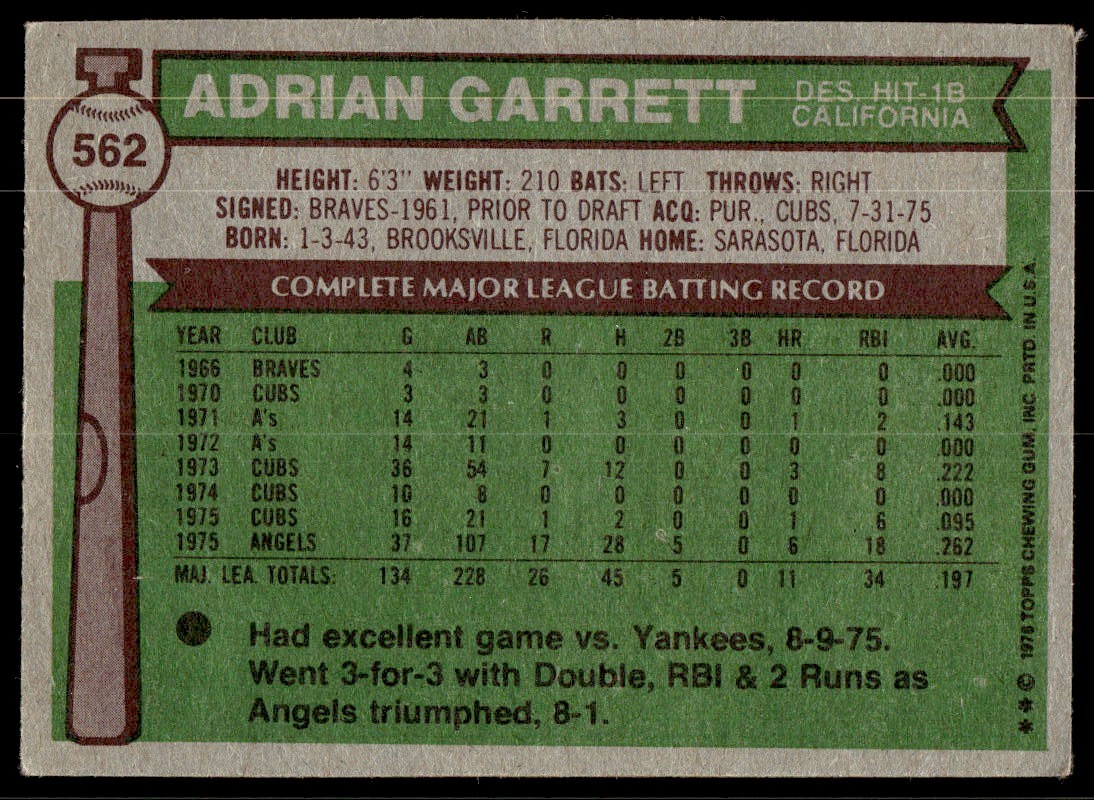 562
ADRIAN GARRETT
DES. HIT-1B
CALIFORNIA
HEIGHT: 6'3" WEIGHT: 210 BATS: LEFT THROWS: RIGHT
SIGNED: BRAVES-1961, PRIOR TO DRAFT ACQ: PUR., CUBS, 7-31-75
BORN: 1-3-43, BROOKSVILLE, FLORIDA HOME: SARASOTA, FLORIDA
COMPLETE MAJOR LEAGUE BATTING RECORD
YEAR CLUB G AB R H 2B 3B HR RBI AVG.
1966 BRAVES 4 3 0 0 0 0 0 0 .000
1970 CUBS 3 3 0 0 0 0 0 0 .000
1971 A's 14 21 1 3 0 0 1 2 .143
1972 A's 14 11 0 0 0 0 0 0 .000
1973 CUBS 36 54 7 12 0 0 3 8 .222
1974 CUBS 10 8 0 0 0 0 0 0 .000
1975 CUBS 16 21 1 2 0 0 1 6 .095
1975 ANGELS 37 107 17 28 5 0 6 18 .262
MAJ. LEA. TOTALS: 134 228 26 45 5 0 11 34 .197
Had excellent game vs. Yankees, 8-9-75.
Went 3-for-3 with Double, RBI & 2 Runs as
Angels triumphed, 8-1.
** © 1976 TOPPS CHEWING GUM, INC. PRTD. IN U.S.A.